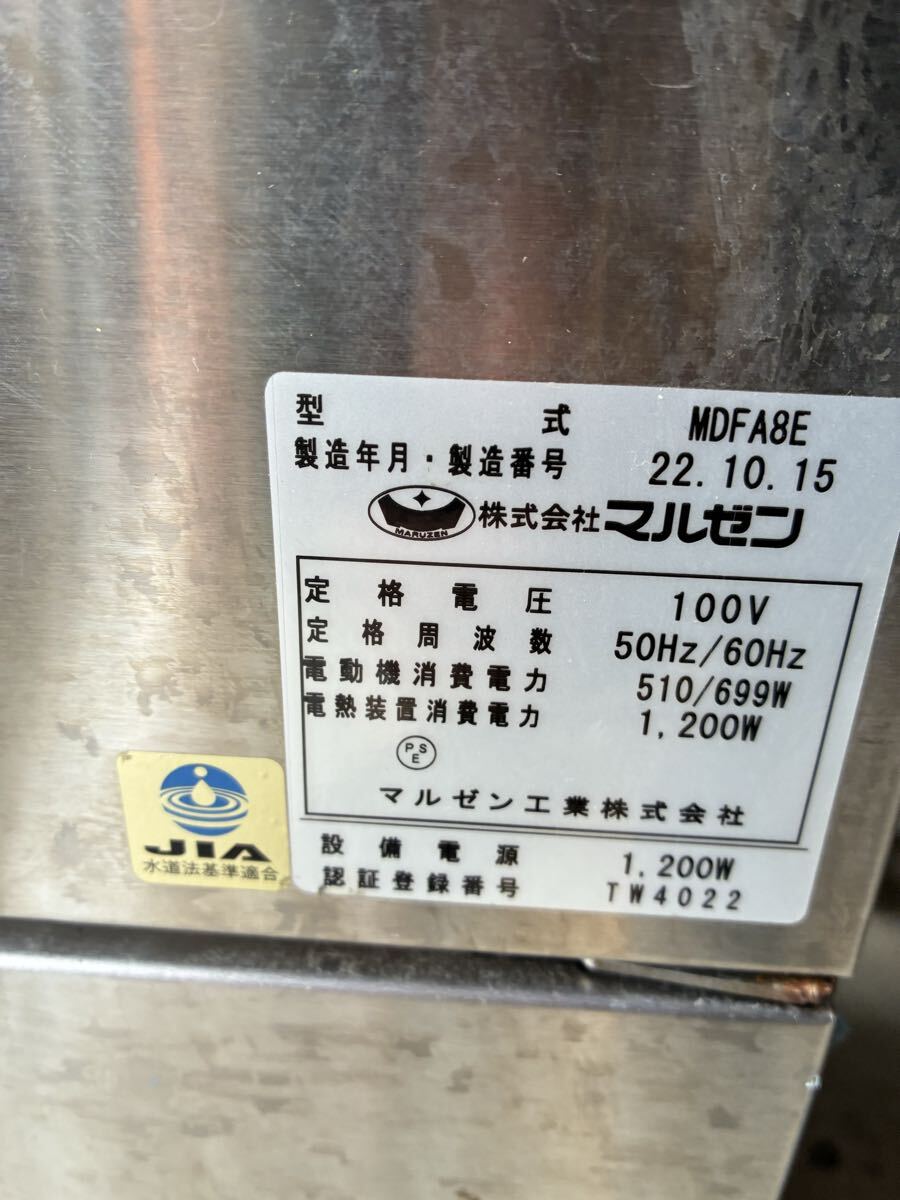 型式 MDFA8E
製造年月・製造番号 22.10.15
MARUZEN 株式会社マルゼン
定格電圧 100V
定格周波数 50Hz/60Hz
電動機消費電力 510/699W
電熱装置消費電力 1,200W
PSE
マルゼン工業株式会社
設備電源 1,200W
認証登録番号 TW4022
JIA
水道法基準適合